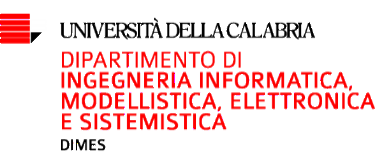 UNIVERSITÀ DELLA CALABRIA
DIPARTIMENTO DI
INGEGNERIA INFORMATICA,
MODELLISTICA, ELETTRONICA
E SISTEMISTICA
DIMES